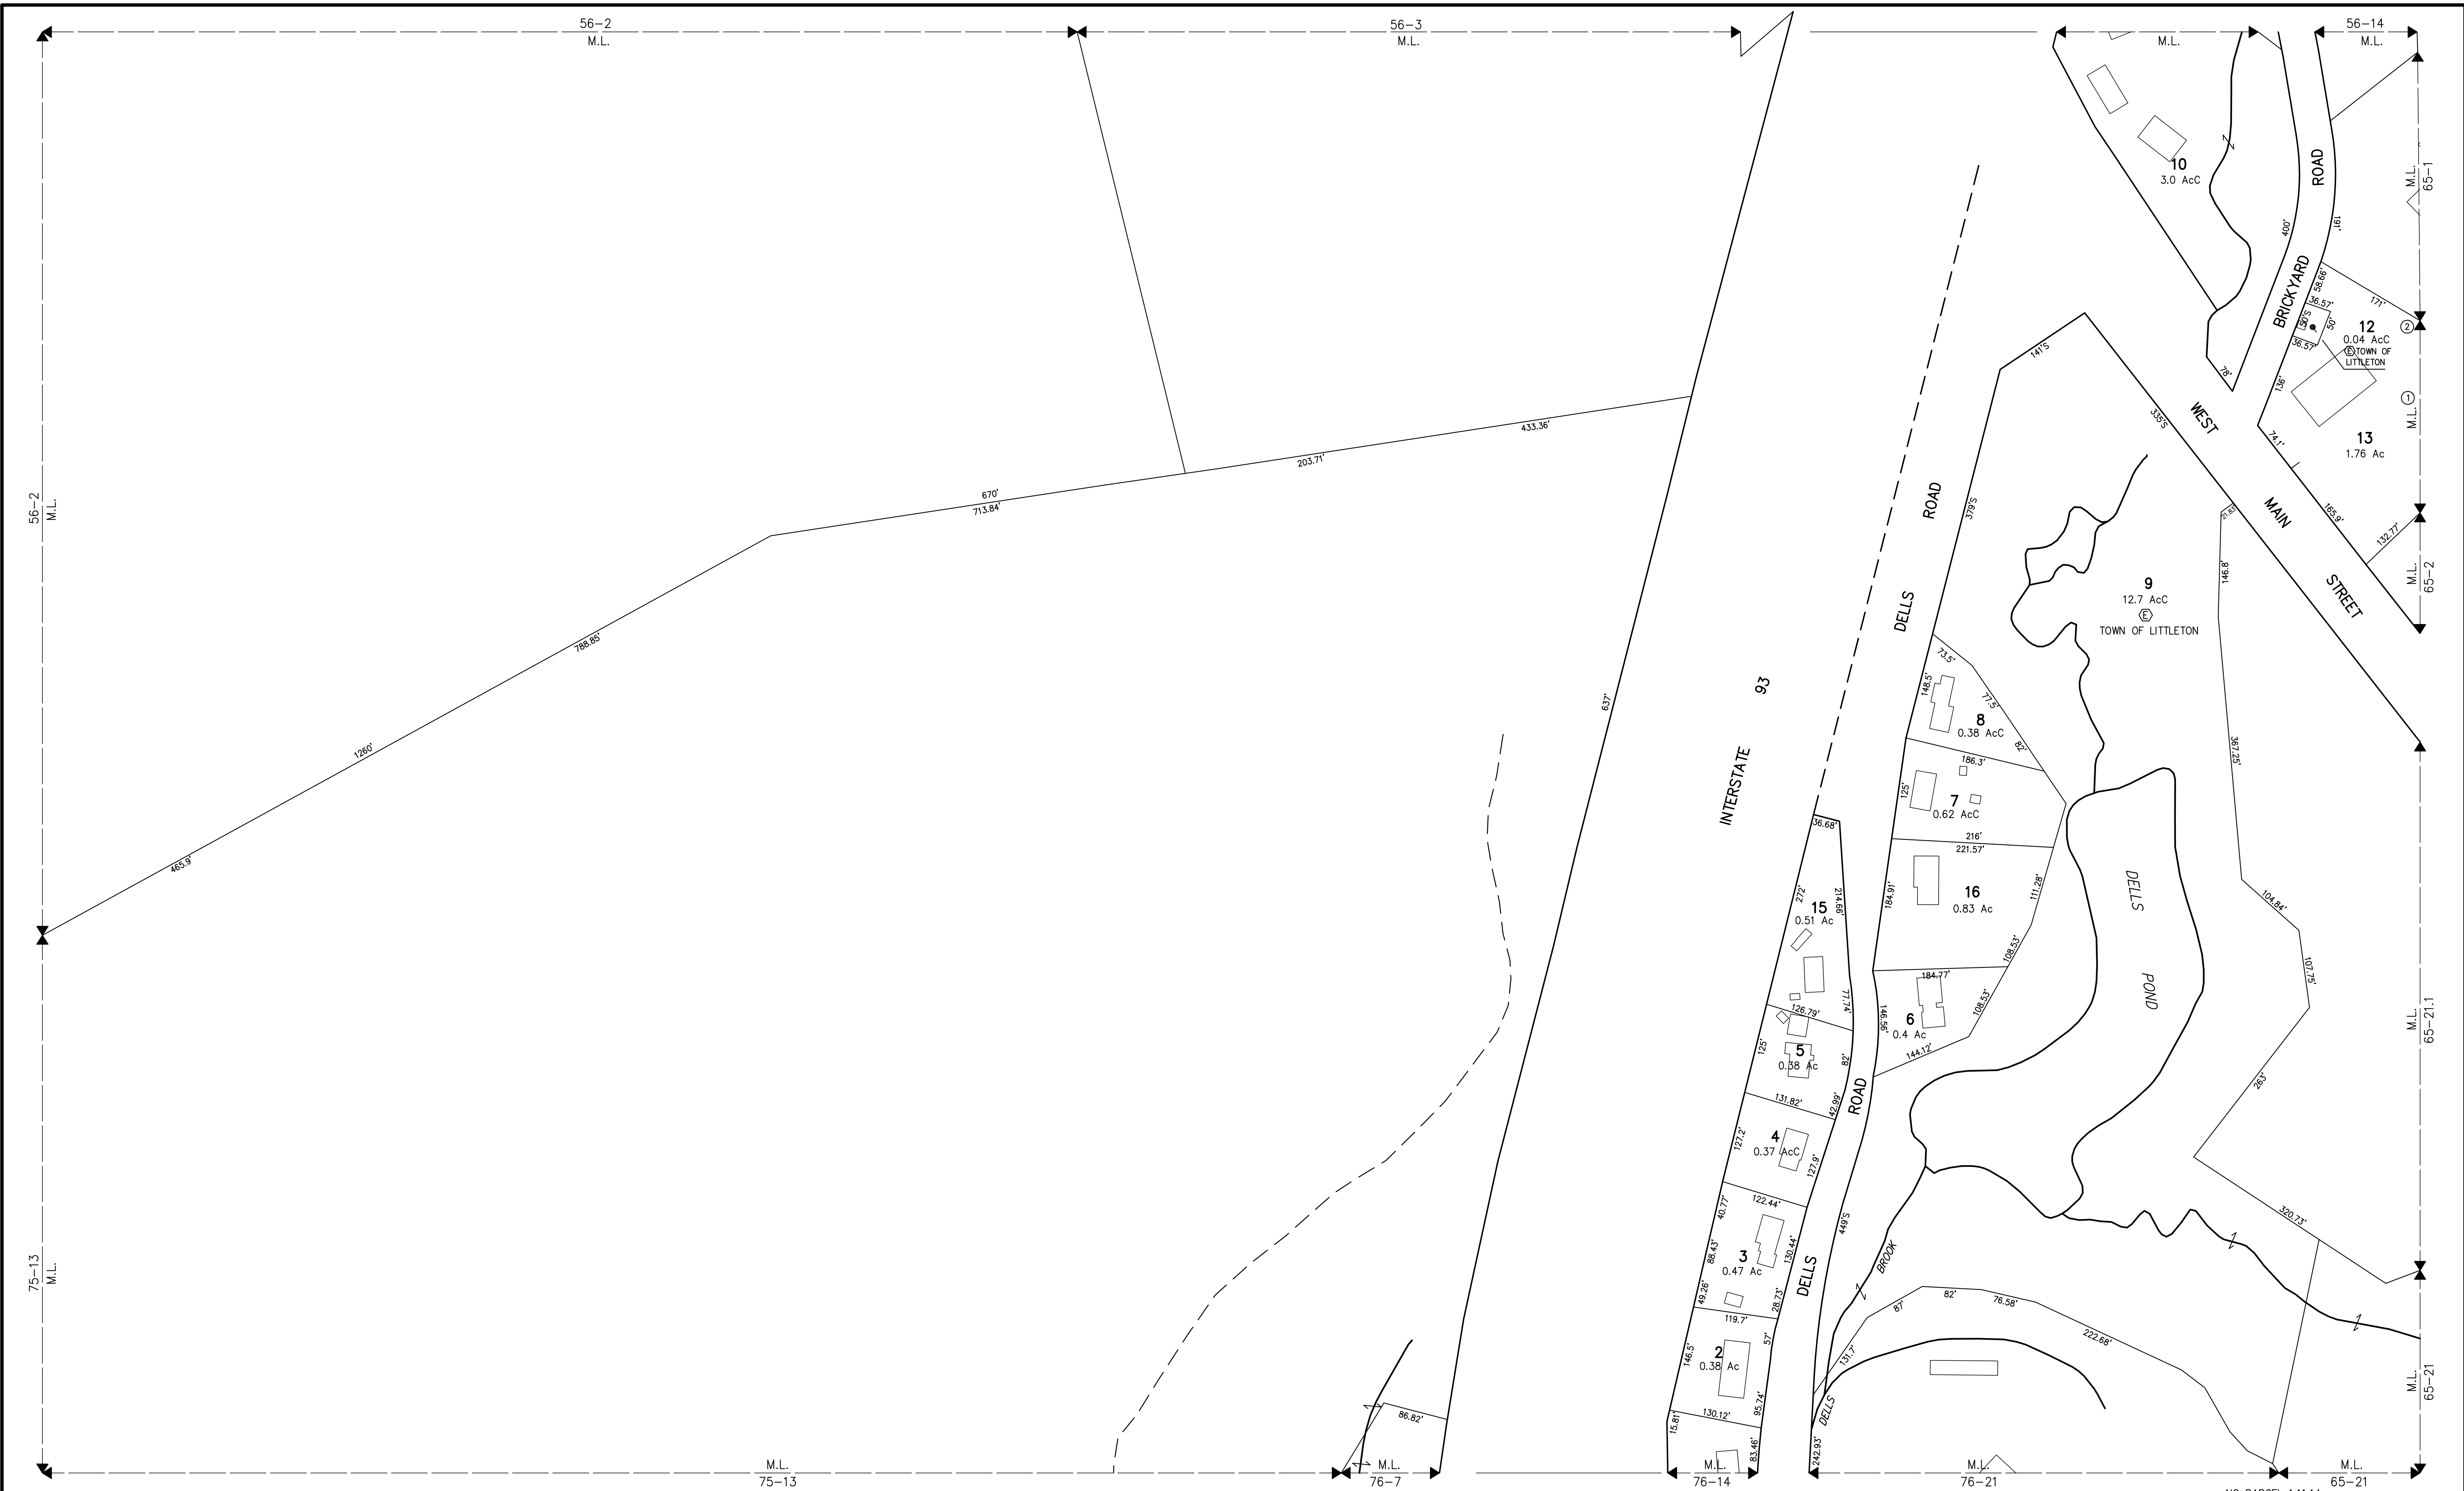 56-2
M.L.
56-3
M.L.
M.L.
56-14
M.L.
10
3.0 AcC
ROAD
BRICKYARD
400'
191'
M.L.
65-1
58.66'
171'
36.57'
50'S
50'
36.57'
12
0.04 AcC
E TOWN OF
LITTLETON
2
1
M.L.
136'
78'
141'S
335'S
WEST
MAIN
STREET
74.1'
165.9'
132.77'
13
1.76 Ac
M.L.
65-2
56-2
M.L.
433.36'
203.71'
670'
713.84'
788.85'
1260'
465.9'
637'
INTERSTATE
93
DELLS
ROAD
379'S
21.83'
146.8'
367.25'
9
12.7 AcC
E
TOWN OF LITTLETON
73.5'
148.5'
77.5'
8
0.38 AcC
82'
186.3'
125'
7
0.62 AcC
216'
221.57'
184.91'
16
0.83 Ac
111.28'
108.53'
184.77'
36.68'
272'
214.66'
15
0.51 Ac
77.74'
126.79'
146.56'
6
0.4 Ac
108.53'
144.12'
125'
5
0.38 Ac
82'
131.82'
42.99'
ROAD
127.2'
4
0.37 AcC
127.9'
122.44'
40.77'
88.43'
49.26'
3
0.47 Ac
130.44'
28.73'
119.7'
449'S
DELLS
146.5'
2
0.38 Ac
57'
95.74'
130.12'
15.81'
83.46'
242.93'
DELLS
POND
104.84'
107.75'
263'
320.73'
M.L.
65-21.1
BROOK
DELLS
131.7'
87'
82'
76.58'
222.68'
M.L.
65-21
75-13
M.L.
86.82'
M.L.
75-13
M.L.
76-7
M.L.
76-14
M.L.
76-21
M.L.
65-21